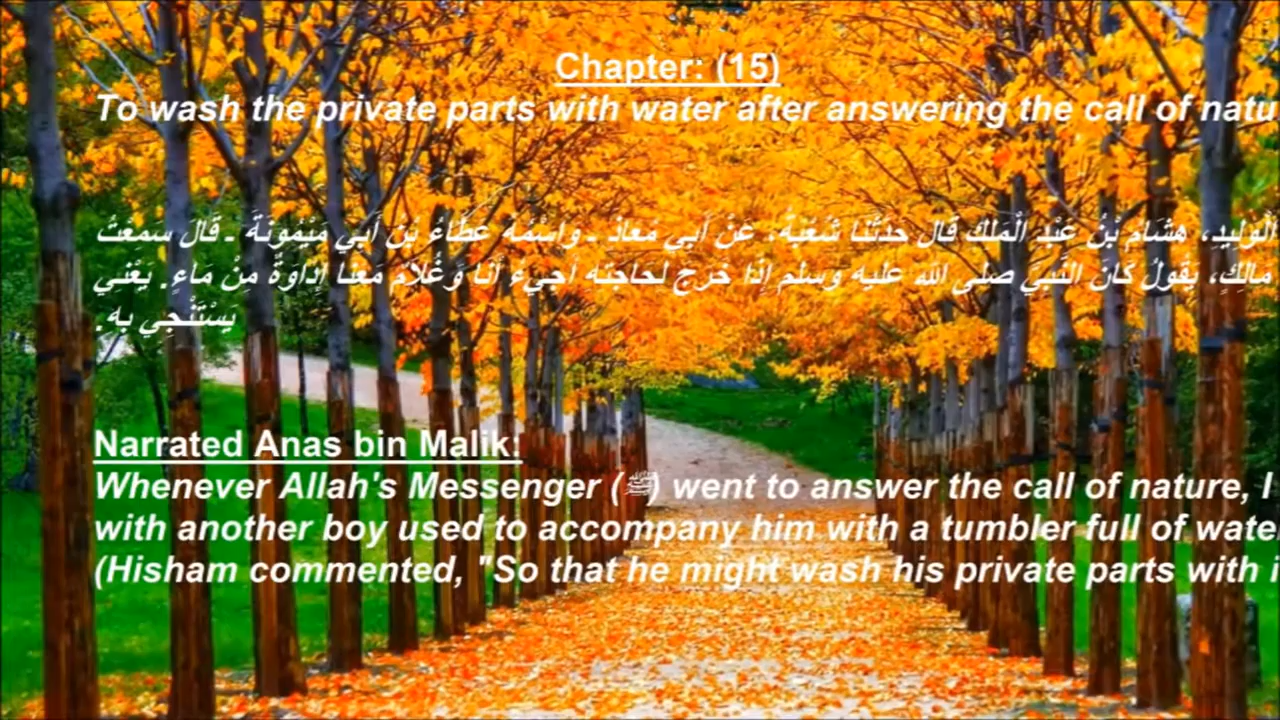 Chapter: (15)
To wash the private parts with water after answering the call of natu
الْوَلِيدِ، هِشَامُ بْنُ عَبْدِ الْمَلِكِ قَالَ حَدَّثَنَا شُعْبَةُ، عَنْ أَبِي مُعَاذٍ ـ وَاسْمُهُ عَطَاءُ بْنُ أَبِي مَيْمُونَةَ ـ قَالَ سَمِعْتُ
مَالِكٍ، يَقُولُ كَانَ النَّبِيُّ صلى الله عليه وسلم إِذَا خَرَجَ لِحَاجَتِهِ أَجِيءُ أَنَا وَغُلاَمٌ مَعَنَا إِدَاوَةٌ مِنْ مَاءٍ. يَعْنِي
يَسْتَنْجِي بِهِ.
Narrated Anas bin Malik:
Whenever Allah's Messenger (ﷺ) went to answer the call of nature, I
with another boy used to accompany him with a tumbler full of wate
(Hisham commented, "So that he might wash his private parts with i